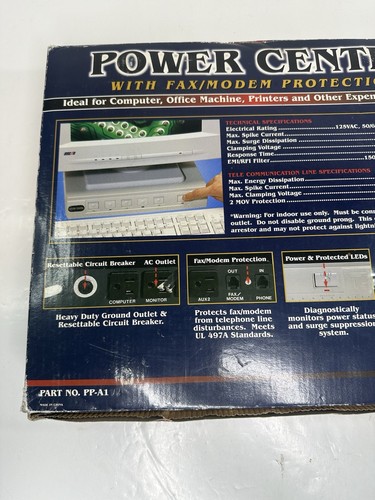 POWER CENT
WITH FAX/MODEM PROTECTIO
Ideal for Computer, Office Machine, Printers and Other Expen
TECHNICAL SPECIFICATIONS
Electrical Rating..................125VAC, 50/6
Max. Spike Current
Max. Surge Dissipation
Clamping Voltage
Response Time
EMI/RFI Filter..................150
TELE COMMUNICATION LINE SPECIFICATIONS
Max. Energy Dissipation
Max. Spike Current
Max. Clamping Voltage
2 MOV Protection
*Warning: For indoor use only. Must be con
outlet. Do not disable ground prong. This
arrestor and may not protect against lightn
Resettable Circuit Breaker
AC Outlet
COMPUTER
MONITOR
Heavy Duty Ground Outlet &
Resettable Circuit Breaker.
Fax/Modem Protection
OUT
IN
AUX2
FAX/
MODEM
PHONE
Protects fax/modem
from telephone line
disturbances. Meets
UL 497A Standards.
Power & Protected LEDs
Diagnostically
monitors power status
and surge suppression
system.
PART NO. PP-A1